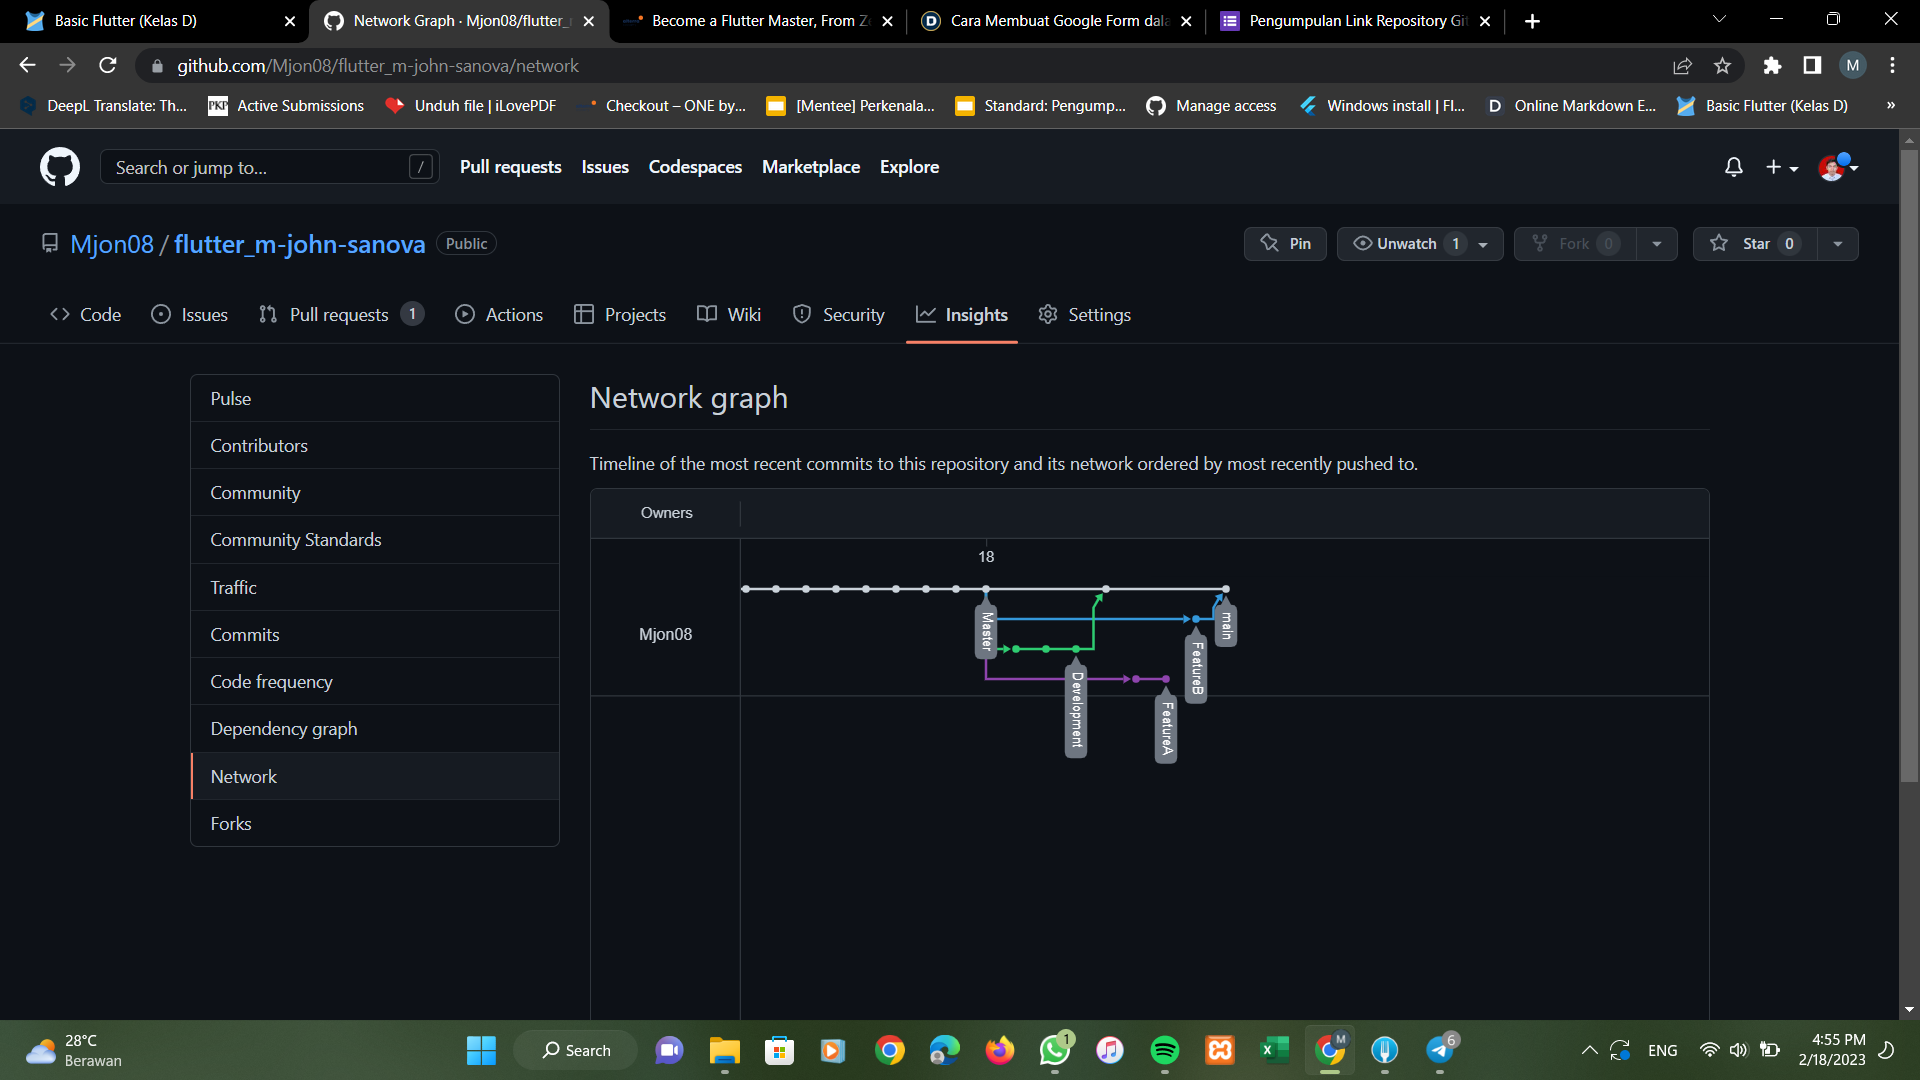 Basic Flutter (Kelas D)
Network Graph · Mjon08/flutter_
Become a Flutter Master, From Ze
Cara Membuat Google Form dala
Pengumpulan Link Repository Git
github.com/Mjon08/flutter_m-john-sanova/network
M
DeepL Translate: Th...
PKP Active Submissions
Unduh file | iLovePDF
Checkout – ONE by...
[Mentee] Perkenala...
Standard: Pengump...
Manage access
Windows install | Fl...
D Online Markdown E...
Basic Flutter (Kelas D)
»
Search or jump to... /
Pull requests
Issues
Codespaces
Marketplace
Explore
Mjon08 / flutter_m-john-sanova Public
Pin
Unwatch 1
Fork 0
Star 0
Code
Issues
Pull requests 1
Actions
Projects
Wiki
Security
Insights
Settings
Pulse
Contributors
Community
Community Standards
Traffic
Commits
Code frequency
Dependency graph
Network
Forks
Network graph
Timeline of the most recent commits to this repository and its network ordered by most recently pushed to.
Owners
18
Mjon08
Master
main
FeatureB
Development
FeatureA
28°C
Berawan
Search
1
M
6
ENG
4:55 PM
2/18/2023